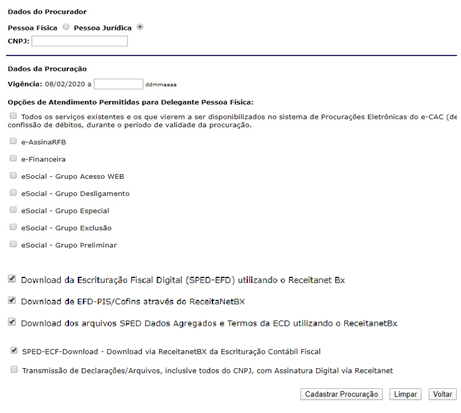 Dados do Procurador
Pessoa Física Pessoa Jurídica
CNPJ:
Dados da Procuração
Vigência: 08/02/2020 a ddmmaaaa
Opções de Atendimento Permitidas para Delegante Pessoa Física:
Todos os serviços existentes e os que vierem a ser disponibilizados no sistema de Procurações Eletrônicas do e-CAC (de
confissão de débitos, durante o período de validade da procuração.
e-AssinaRFB
e-Financeira
eSocial - Grupo Acesso WEB
eSocial - Grupo Desligamento
eSocial - Grupo Especial
eSocial - Grupo Exclusão
eSocial - Grupo Preliminar
Download da Escrituração Fiscal Digital (SPED-EFD) utilizando o Receitanet Bx
Download de EFD-PIS/Cofins através do ReceitaNetBX
Download dos arquivos SPED Dados Agregados e Termos da ECD utilizando o ReceitanetBx
SPED-ECF-Download - Download via ReceitanetBX da Escrituração Contábil Fiscal
Transmissão de Declarações/Arquivos, inclusive todos do CNPJ, com Assinatura Digital via Receitanet
Cadastrar Procuração Limpar Voltar